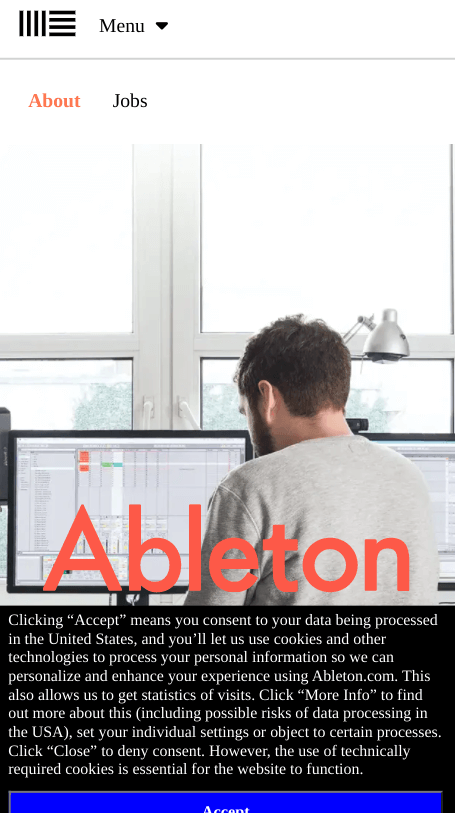 Menu
About Jobs
Ableton
Clicking “Accept” means you consent to your data being processed
in the United States, and you’ll let us use cookies and other
technologies to process your personal information so we can
personalize and enhance your experience using Ableton.com. This
also allows us to get statistics of visits. Click “More Info” to find
out more about this (including possible risks of data processing in
the USA), set your individual settings or object to certain processes.
Click “Close” to deny consent. However, the use of technically
required cookies is essential for the website to function.
Accept